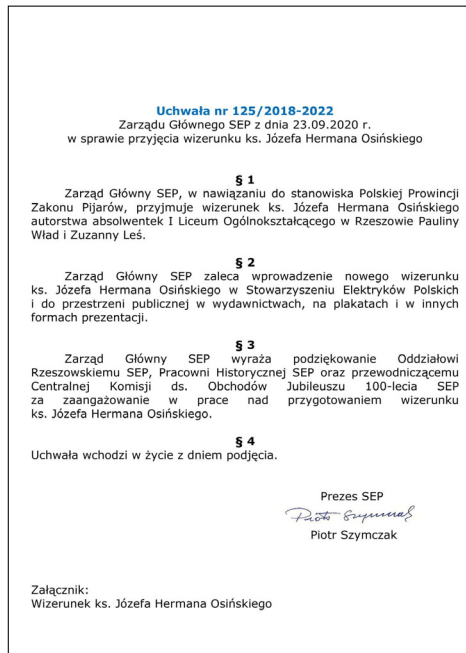 Uchwała nr 125/2018-2022
Zarządu Głównego SEP z dnia 23.09.2020 r.
w sprawie przyjęcia wizerunku ks. Józefa Hermana Osińskiego
§ 1
Zarząd Główny SEP, w nawiązaniu do stanowiska Polskiej Prowincji
Zakonu Pijarów, przyjmuje wizerunek ks. Józefa Hermana Osińskiego
autorstwa absolwentek I Liceum Ogólnokształcącego w Rzeszowie Pauliny
Wład i Zuzanny Leś.
§ 2
Zarząd Główny SEP zaleca wprowadzenie nowego wizerunku
ks. Józefa Hermana Osińskiego w Stowarzyszeniu Elektryków Polskich
i do przestrzeni publicznej w wydawnictwach, na plakatach i w innych
formach prezentacji.
§ 3
Zarząd Główny SEP wyraża podziękowanie Oddziałowi
Rzeszowskiemu SEP, Pracowni Historycznej SEP oraz przewodniczącemu
Centralnej Komisji ds. Obchodów Jubileuszu 100-lecia SEP
za zaangażowanie w prace nad przygotowaniem wizerunku
ks. Józefa Hermana Osińskiego.
§ 4
Uchwała wchodzi w życie z dniem podjęcia.
Prezes SEP
Piotr Szymczak
Piotr Szymczak
Załącznik:
Wizerunek ks. Józefa Hermana Osińskiego